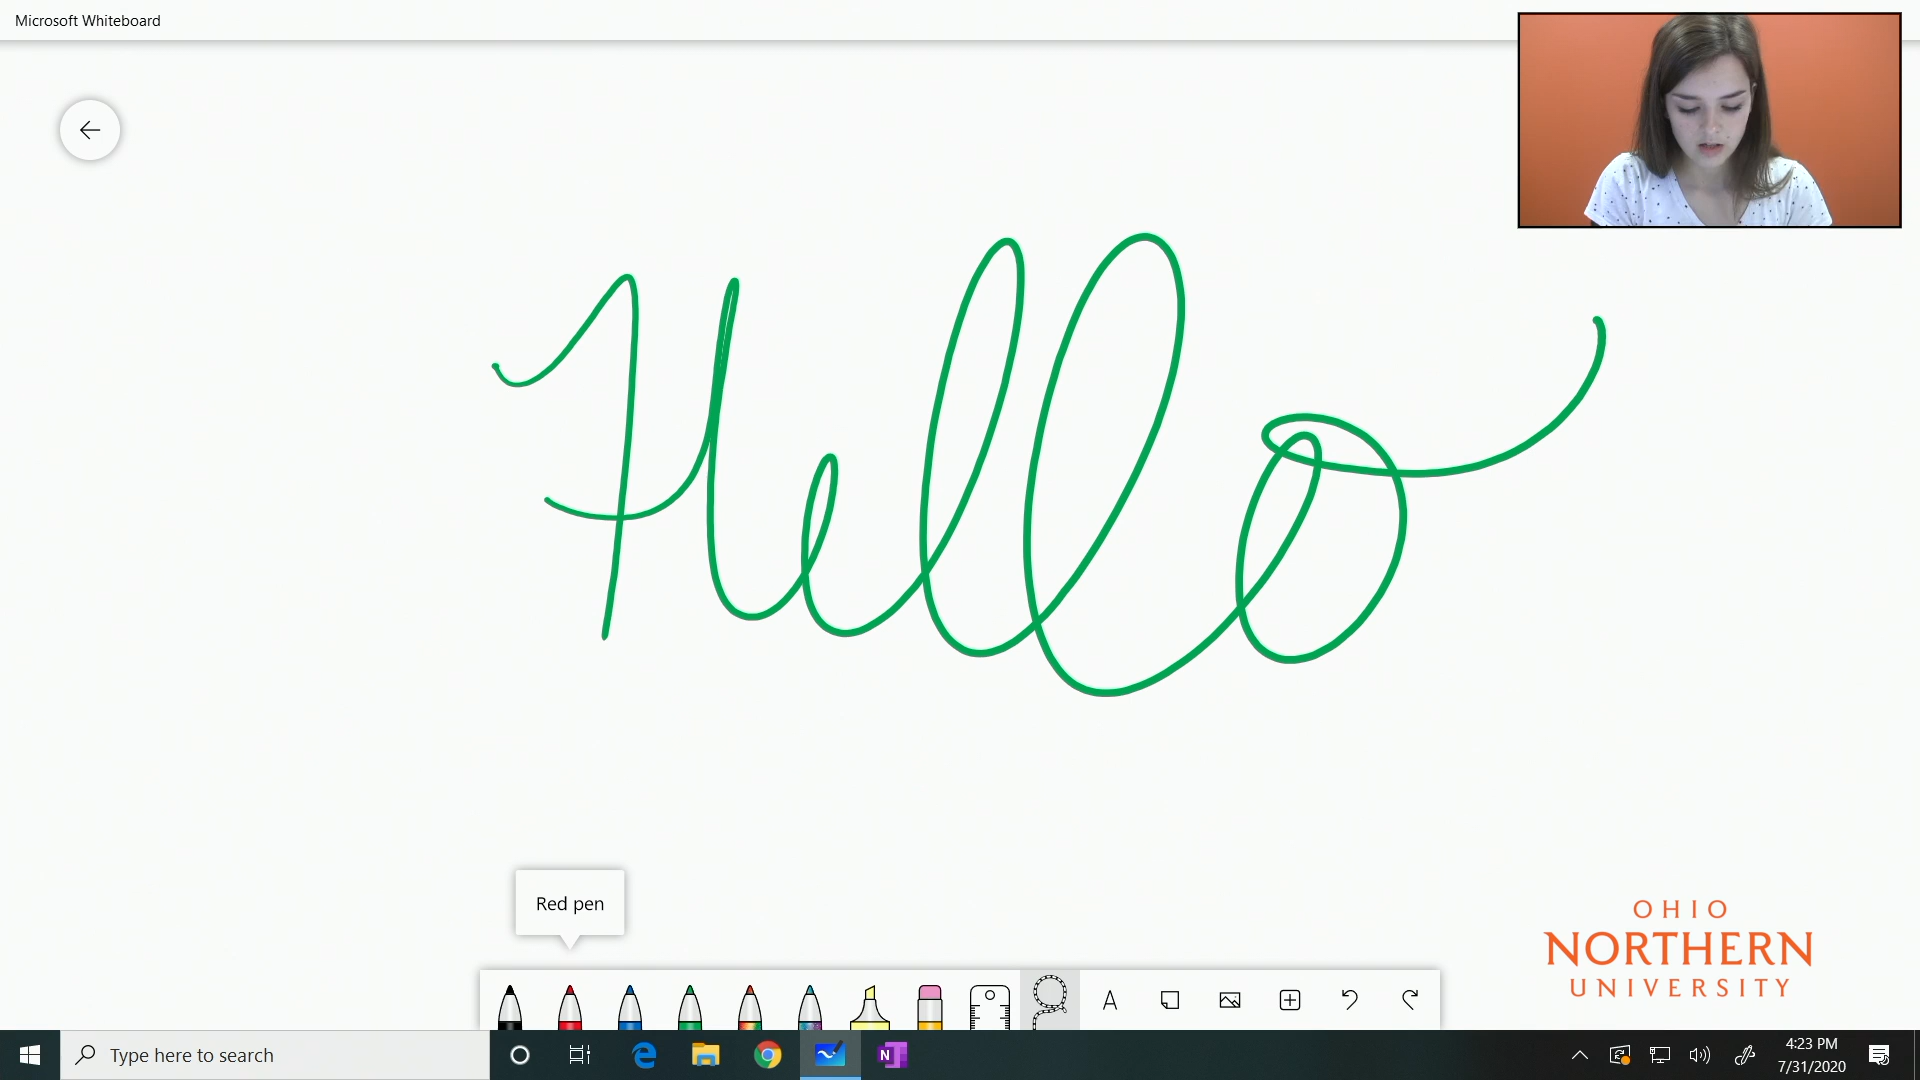 Microsoft Whiteboard
Hello
Red pen
OHIO
NORTHERN
UNIVERSITY
Type here to search
4:23 PM
7/31/2020